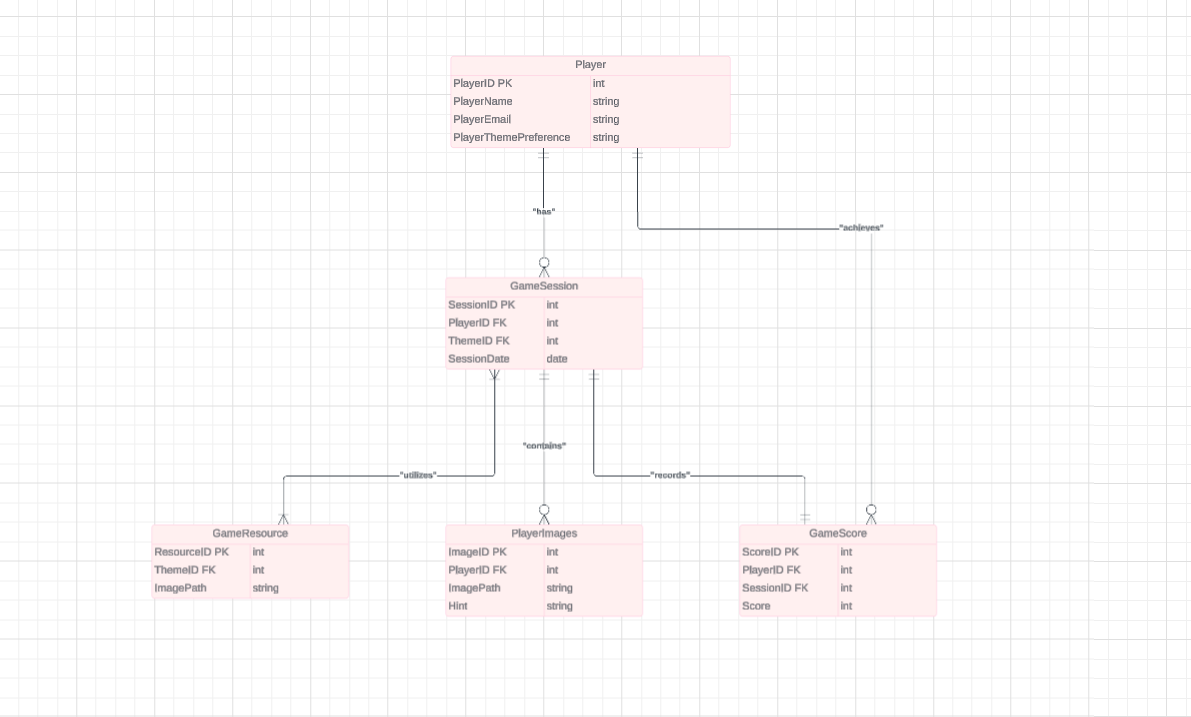 Player
PlayerID PK int
PlayerName string
PlayerEmail string
PlayerThemePreference string
"has"
"achieves"
GameSession
SessionID PK int
PlayerID FK int
ThemeID FK int
SessionDate date
"contains"
"utilizes" "records"
GameResource
ResourceID PK int
ThemeID FK int
ImagePath string
PlayerImages
ImageID PK int
PlayerID FK int
ImagePath string
Hint string
GameScore
ScoreID PK int
PlayerID FK int
SessionID FK int
Score int